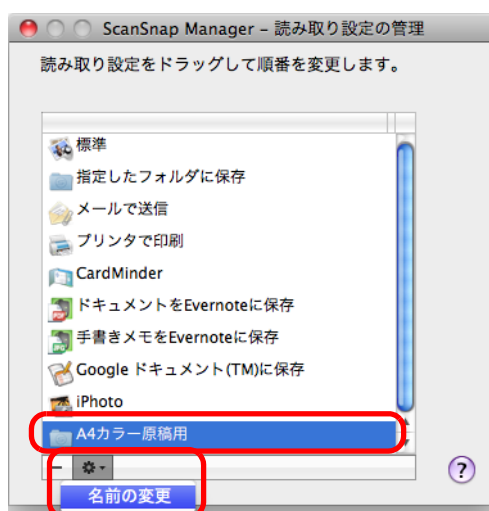 ScanSnap Manager – 読み取り設定の管理
読み取り設定をドラッグして順番を変更します。
標準
指定したフォルダに保存
メールで送信
プリンタで印刷
CardMinder
ドキュメントをEvernoteに保存
手書きメモをEvernoteに保存
Google ドキュメント(TM)に保存
iPhoto
A4カラー原稿用
?
名前の変更